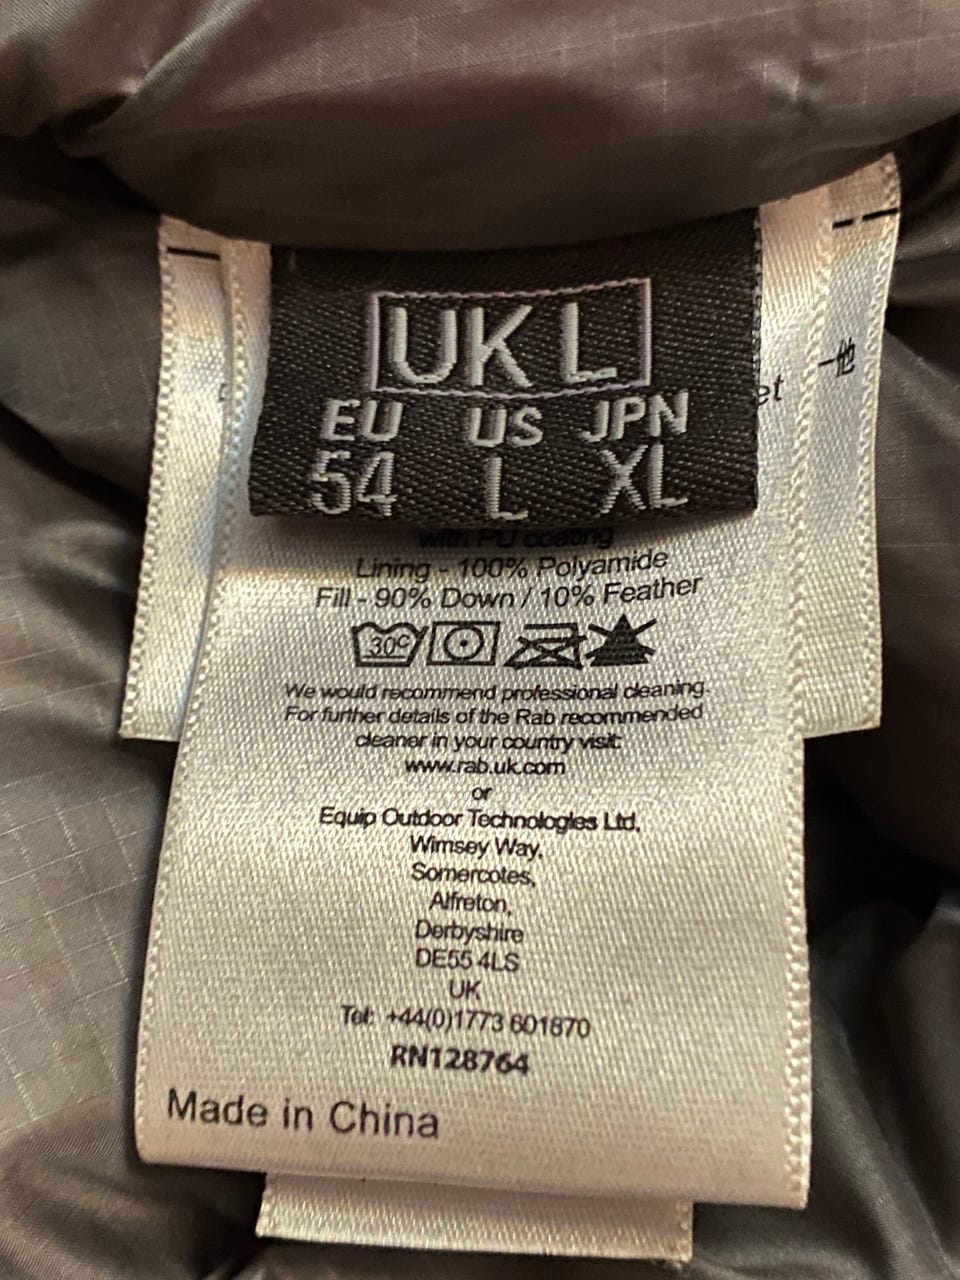 UK L
EU US JPN
54 L XL
with PU coating
Lining - 100% Polyamide
Fill - 90% Down / 10% Feather
30c
We would recommend professional cleaning.
For further details of the Rab recommended
cleaner in your country visit:
www.rab.uk.com
or
Equip Outdoor Technologies Ltd,
Wimsey Way,
Somercotes,
Alfreton,
Derbyshire
DE55 4LS
UK
Tel: +44(0)1773 601870
RN128764
Made in China
他